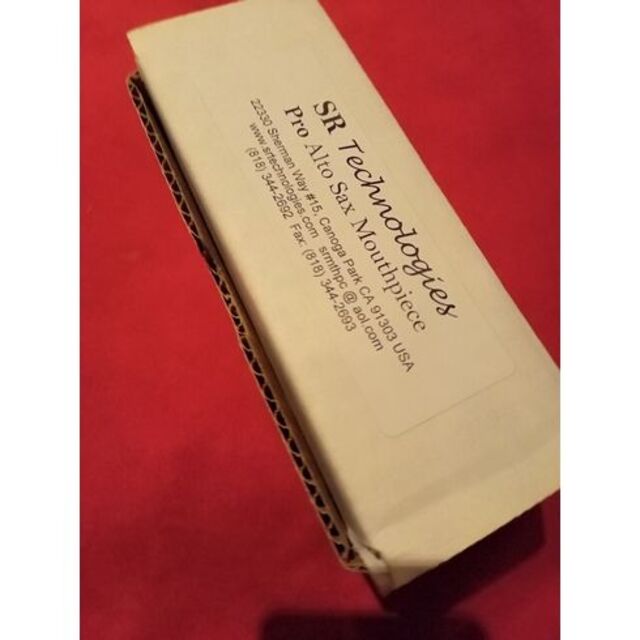 SR Technologies
Pro Alto Sax Mouthpiece
22330 Sherman Way #15, Canoga Park CA 91303 USA
www.srtechnologies.com srmthpc @ aol.com
(818) 344-2692 Fax: (818) 344-2693